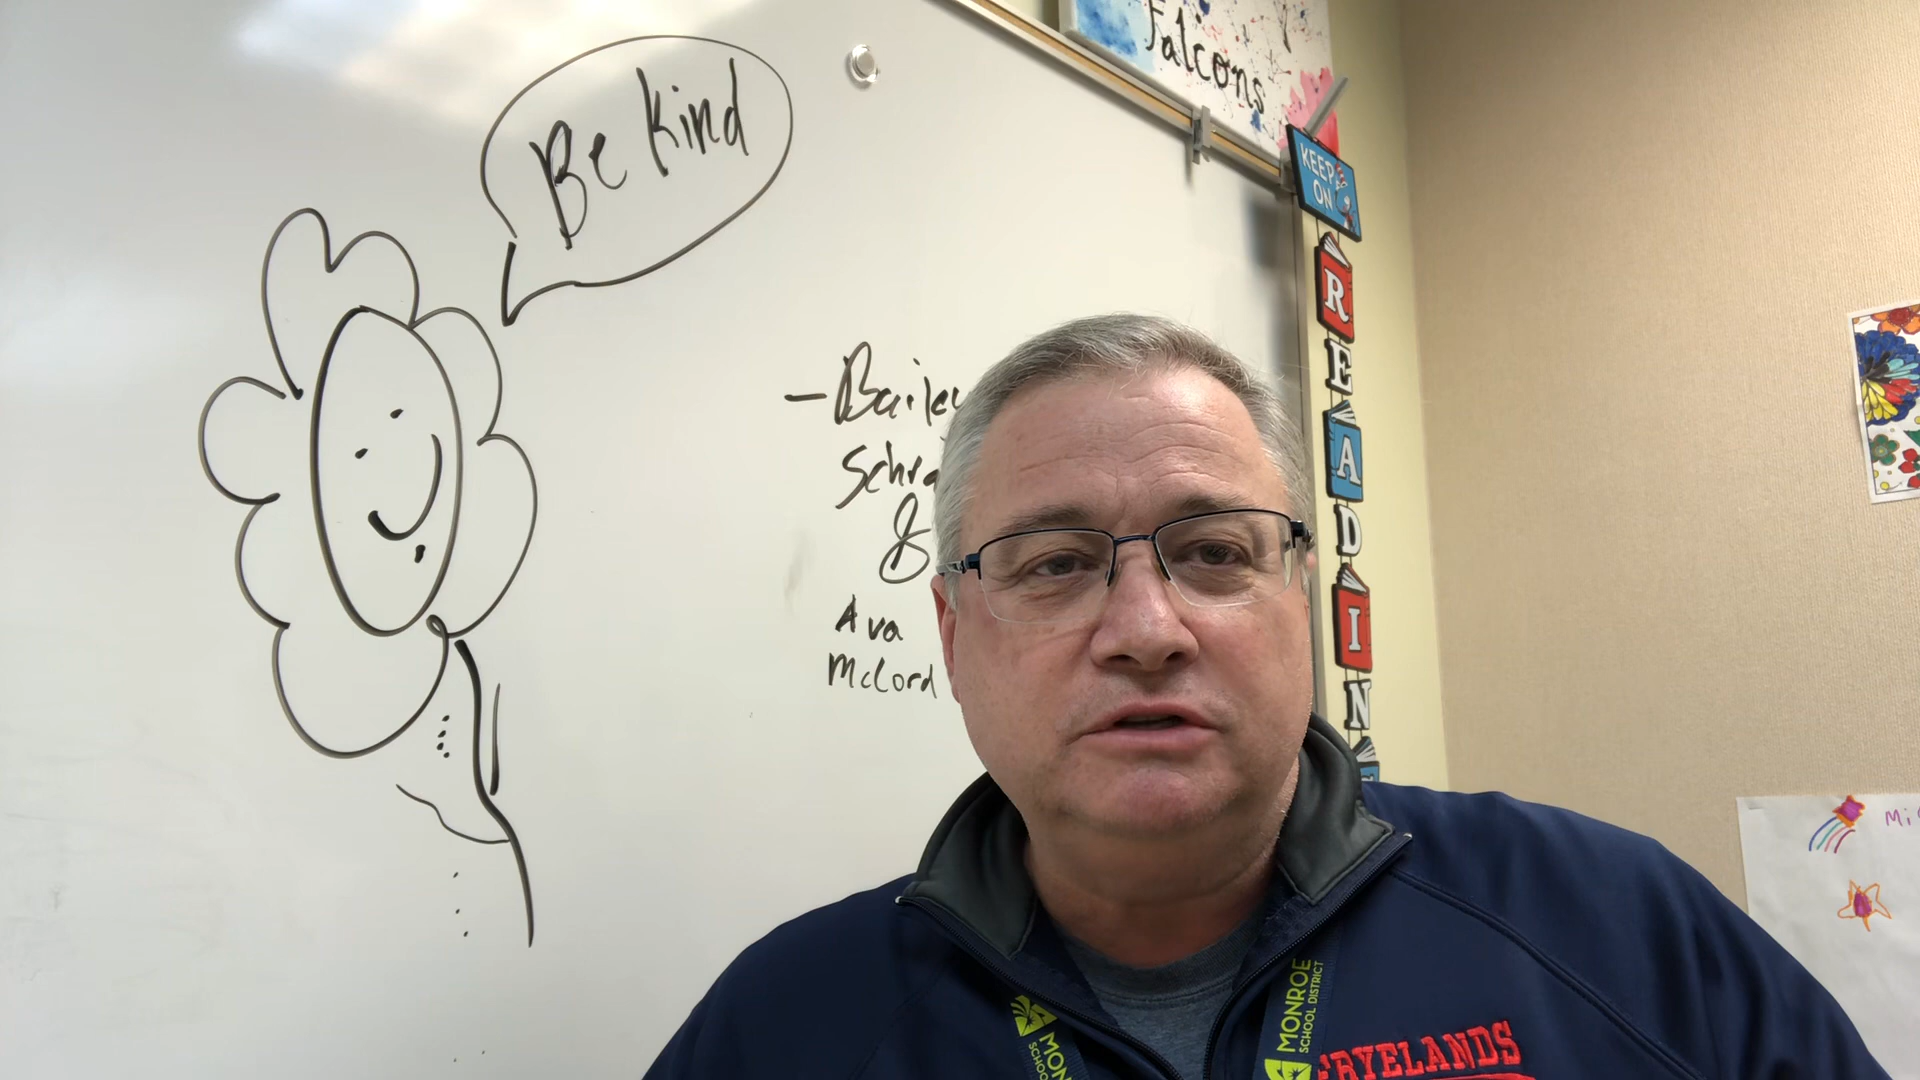 Be Kind
Falcons
KEEP
ON
READIN
- Bailey
&
Ava
McCord
MONROE
SCHOOL DISTRICT
FRYELANDS